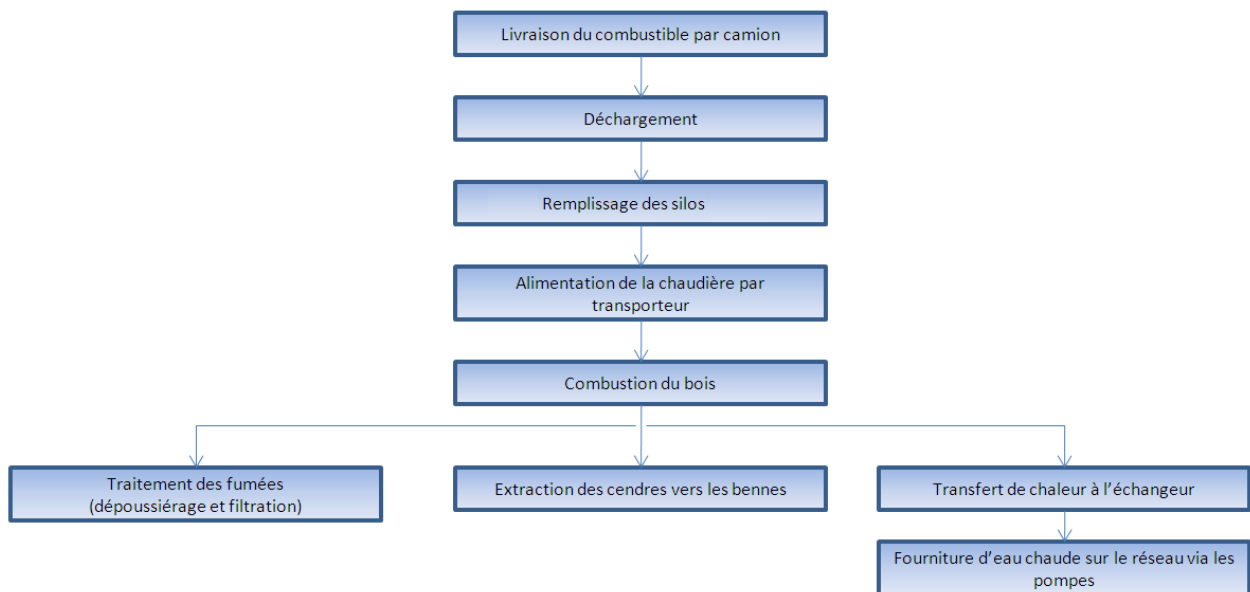 Livraison du combustible par camion
Déchargement
Remplissage des silos
Alimentation de la chaudière par
transporteur
Combustion du bois
Traitement des fumées
(dépoussiérage et filtration)
Extraction des cendres vers les bennes
Transfert de chaleur à l’échangeur
Fourniture d’eau chaude sur le réseau via les
pompes